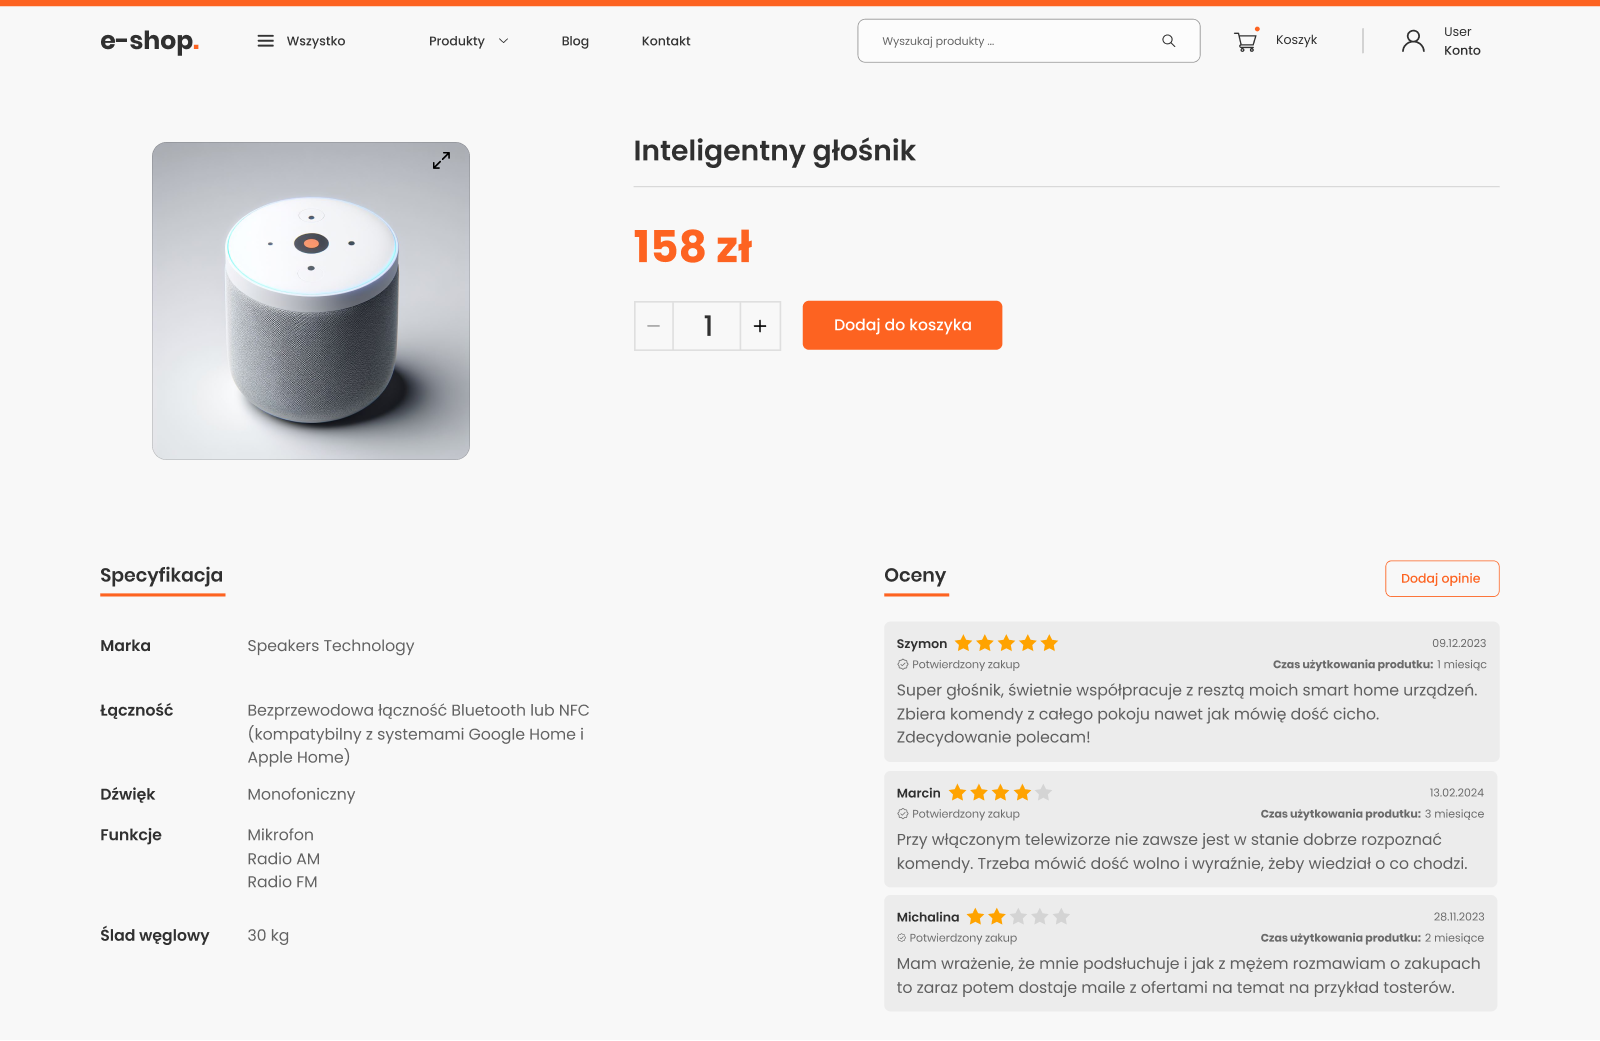 e-shop.
Wszystko
Produkty
Blog
Kontakt
Wyszukaj produkty ...
Koszyk
User
Konto
Inteligentny głośnik
158 zł
1
Dodaj do koszyka
Specyfikacja
Marka
Speakers Technology
Łączność
Bezprzewodowa łączność Bluetooth lub NFC
(kompatybilny z systemami Google Home i
Apple Home)
Dźwięk
Monofoniczny
Funkcje
Mikrofon
Radio AM
Radio FM
Ślad węglowy
30 kg
Oceny
Dodaj opinie
Szymon
09.12.2023
Potwierdzony zakup
Czas użytkowania produtku: 1 miesiąc
Super głośnik, świetnie współpracuje z resztą moich smart home urządzeń.
Zbiera komendy z całego pokoju nawet jak mówię dość cicho.
Zdecydowanie polecam!
Marcin
13.02.2024
Potwierdzony zakup
Czas użytkowania produtku: 3 miesiące
Przy włączonym telewizorze nie zawsze jest w stanie dobrze rozpoznać
komendy. Trzeba mówić dość wolno i wyraźnie, żeby wiedział o co chodzi.
Michalina
28.11.2023
Potwierdzony zakup
Czas użytkowania produtku: 2 miesiące
Mam wrażenie, że mnie podsłuchuje i jak z mężem rozmawiam o zakupach
to zaraz potem dostaje maile z ofertami na temat na przykład tosterów.